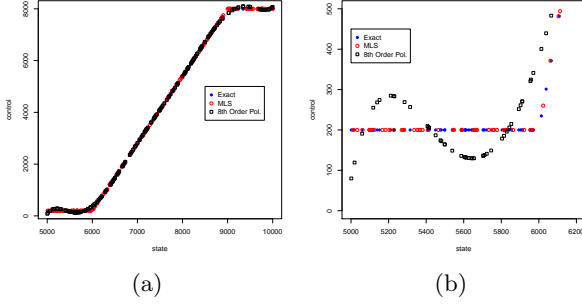 8000
6000
4000
2000
0
control
5000 6000 7000 8000 9000 10000
state
Exact
MLS
8th Order Pol.
(a)
500
400
300
200
100
0
control
5000 5200 5400 5600 5800 6000 6200
state
Exact
MLS
8th Order Pol.
(b)